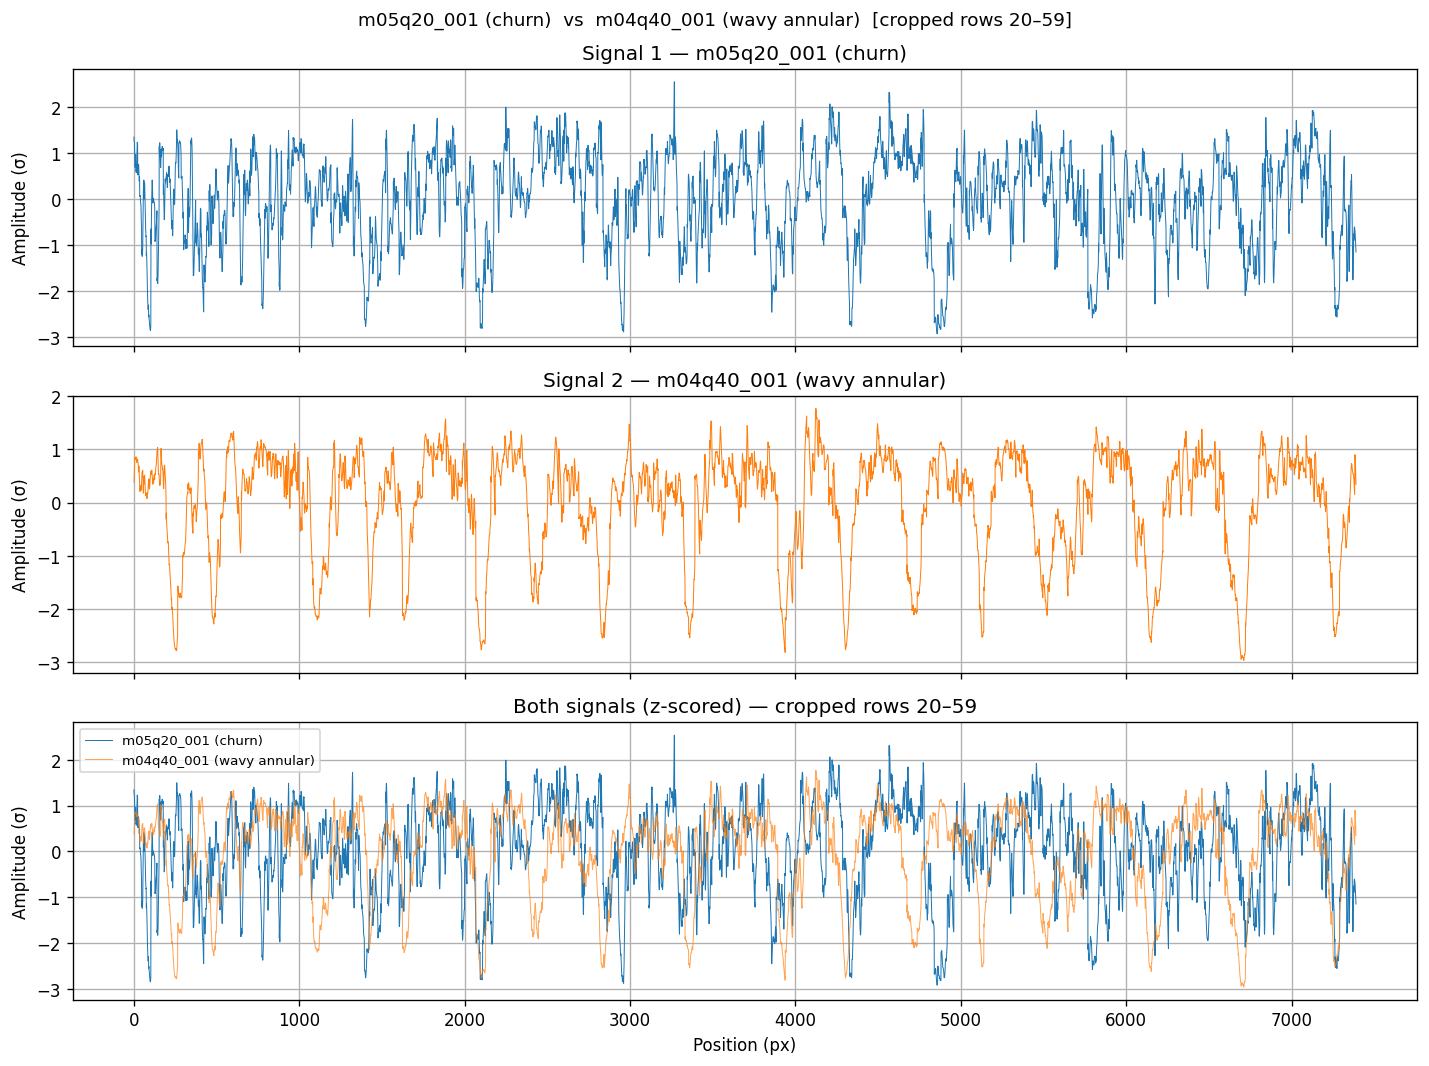 m05q20_001 (churn)  vs  m04q40_001 (wavy annular)  [cropped rows 20–59]
Signal 1 — m05q20_001 (churn)
Amplitude (σ)
2
1
0
−1
−2
−3
Signal 2 — m04q40_001 (wavy annular)
Amplitude (σ)
2
1
0
−1
−2
−3
Both signals (z-scored) — cropped rows 20–59
m05q20_001 (churn)
m04q40_001 (wavy annular)
Amplitude (σ)
2
1
0
−1
−2
−3
0 1000 2000 3000 4000 5000 6000 7000
Position (px)